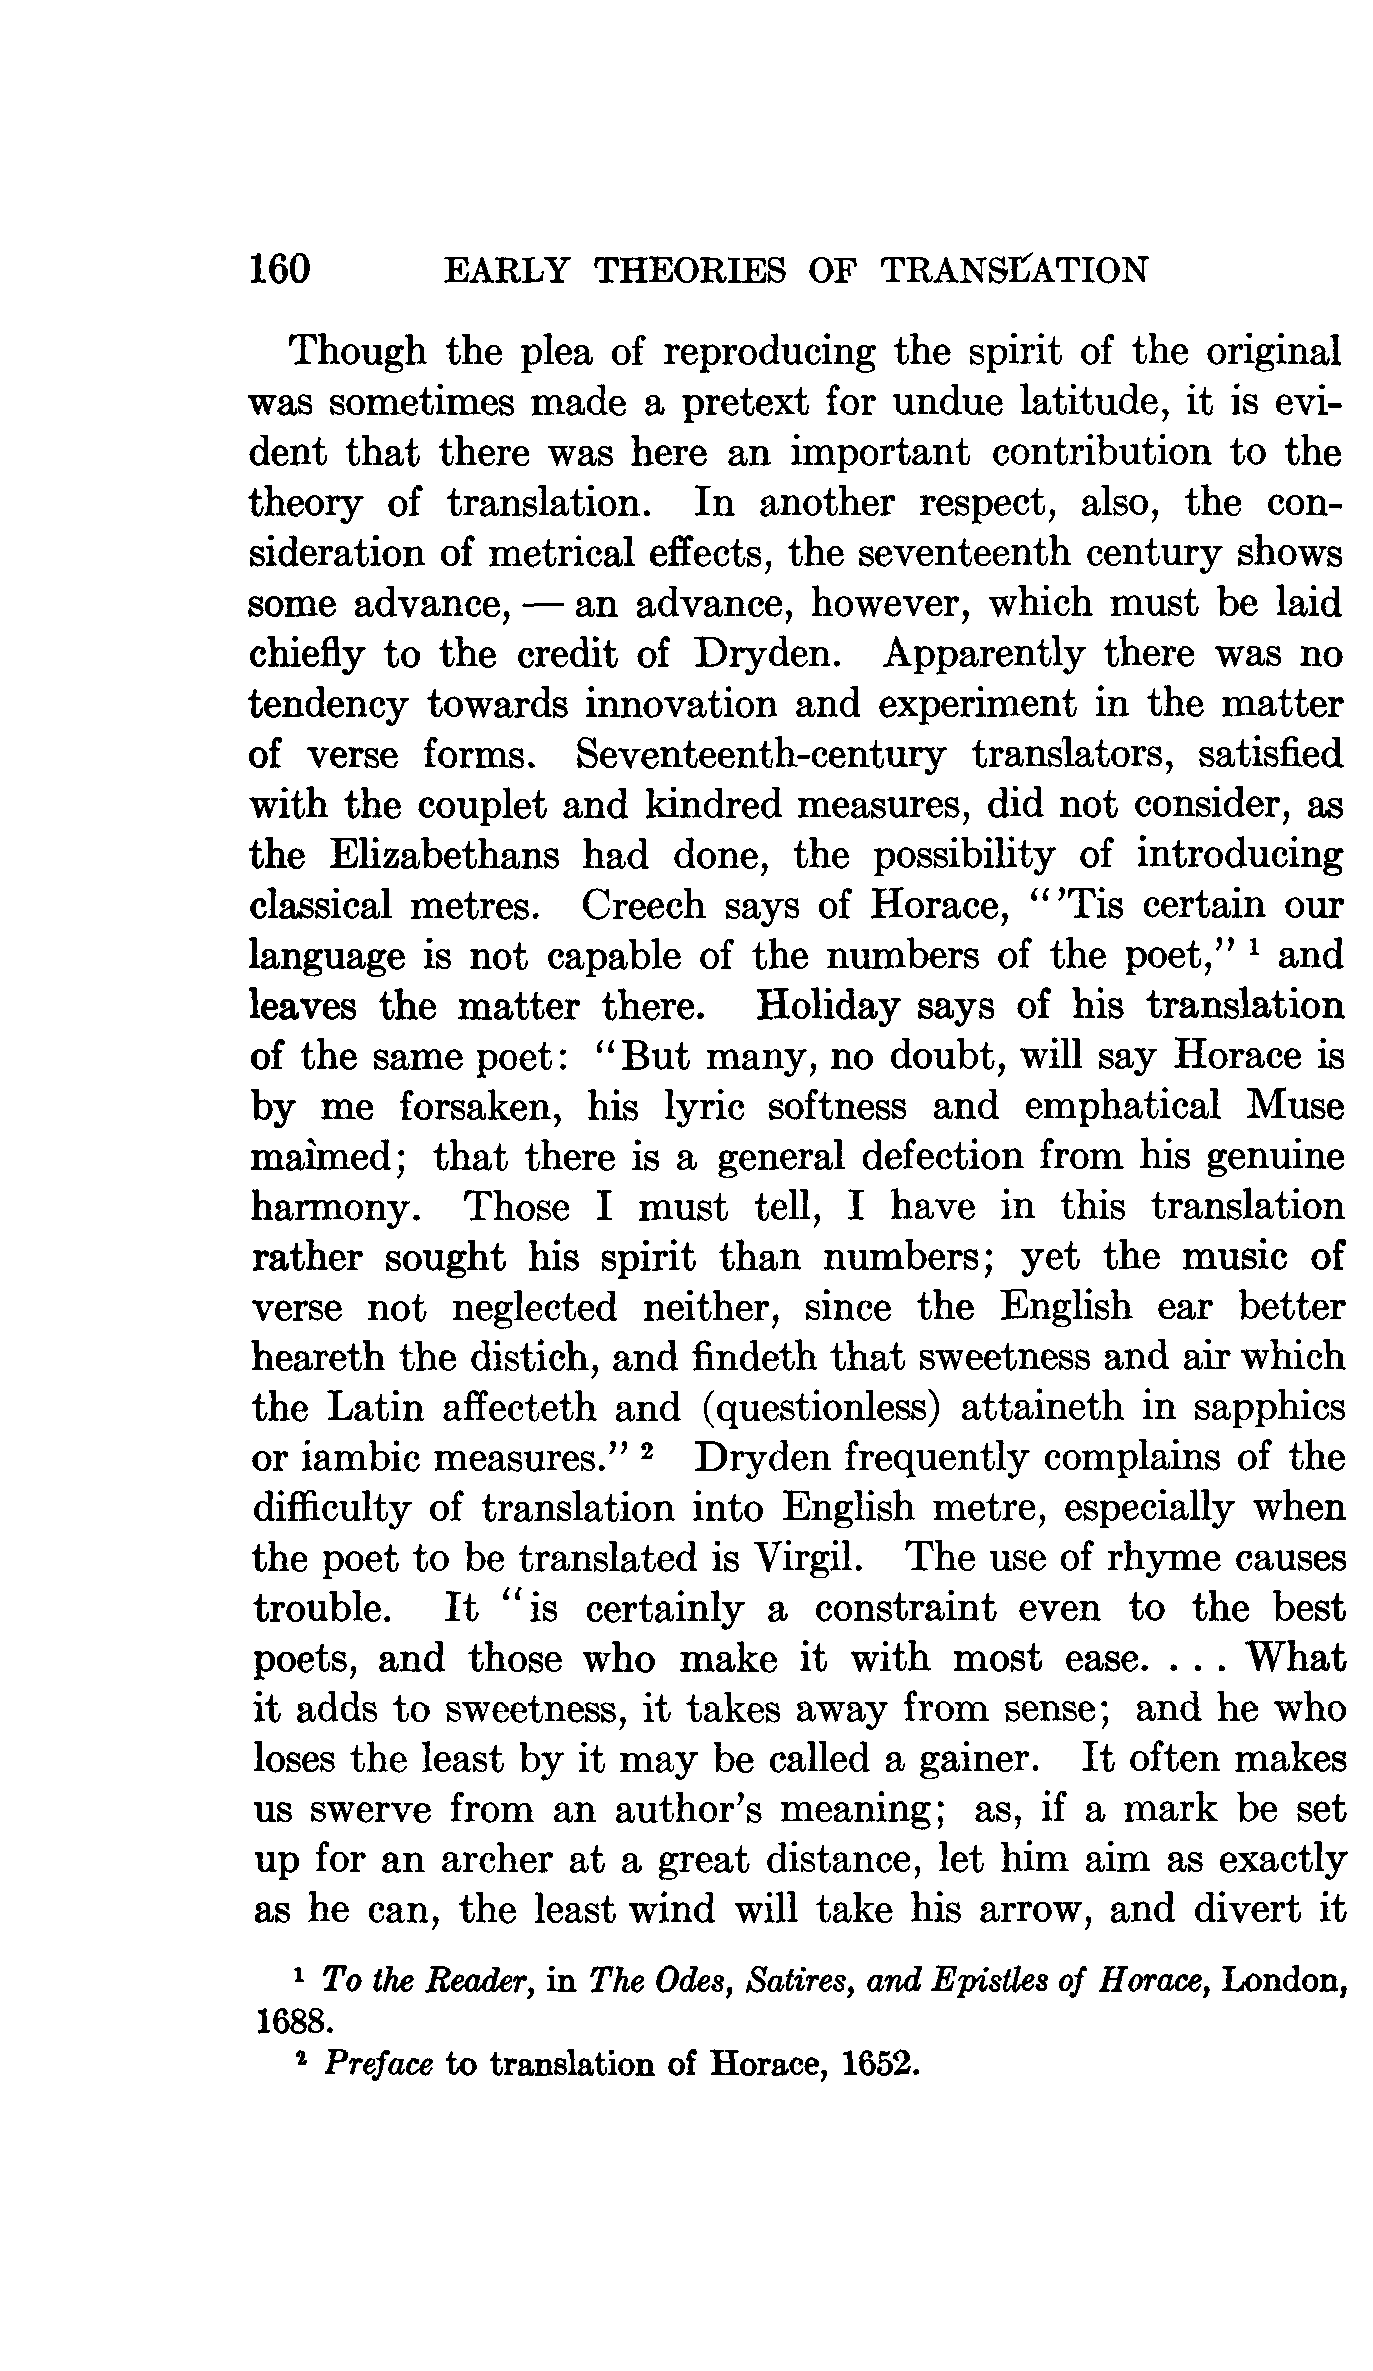 160 EARLY THEORIES OF TRANSLATION
Though the plea of reproducing the spirit of the original
was sometimes made a pretext for undue latitude, it is evi-
dent that there was here an important contribution to the
theory of translation. In another respect, also, the con-
sideration of metrical effects, the seventeenth century shows
some advance, — an advance, however, which must be laid
chiefly to the credit of Dryden. Apparently there was no
tendency towards innovation and experiment in the matter
of verse forms. Seventeenth-century translators, satisfied
with the couplet and kindred measures, did not consider, as
the Elizabethans had done, the possibility of introducing
classical metres. Creech says of Horace, “’Tis certain our
language is not capable of the numbers of the poet,” ¹ and
leaves the matter there. Holiday says of his translation
of the same poet: “But many, no doubt, will say Horace is
by me forsaken, his lyric softness and emphatical Muse
maimed; that there is a general defection from his genuine
harmony. Those I must tell, I have in this translation
rather sought his spirit than numbers; yet the music of
verse not neglected neither, since the English ear better
heareth the distich, and findeth that sweetness and air which
the Latin affecteth and (questionless) attaineth in sapphics
or iambic measures.” ² Dryden frequently complains of the
difficulty of translation into English metre, especially when
the poet to be translated is Virgil. The use of rhyme causes
trouble. It “is certainly a constraint even to the best
poets, and those who make it with most ease. . . . What
it adds to sweetness, it takes away from sense; and he who
loses the least by it may be called a gainer. It often makes
us swerve from an author’s meaning; as, if a mark be set
up for an archer at a great distance, let him aim as exactly
as he can, the least wind will take his arrow, and divert it
¹ To the Reader, in The Odes, Satires, and Epistles of Horace, London,
1688.
² Preface to translation of Horace, 1652.